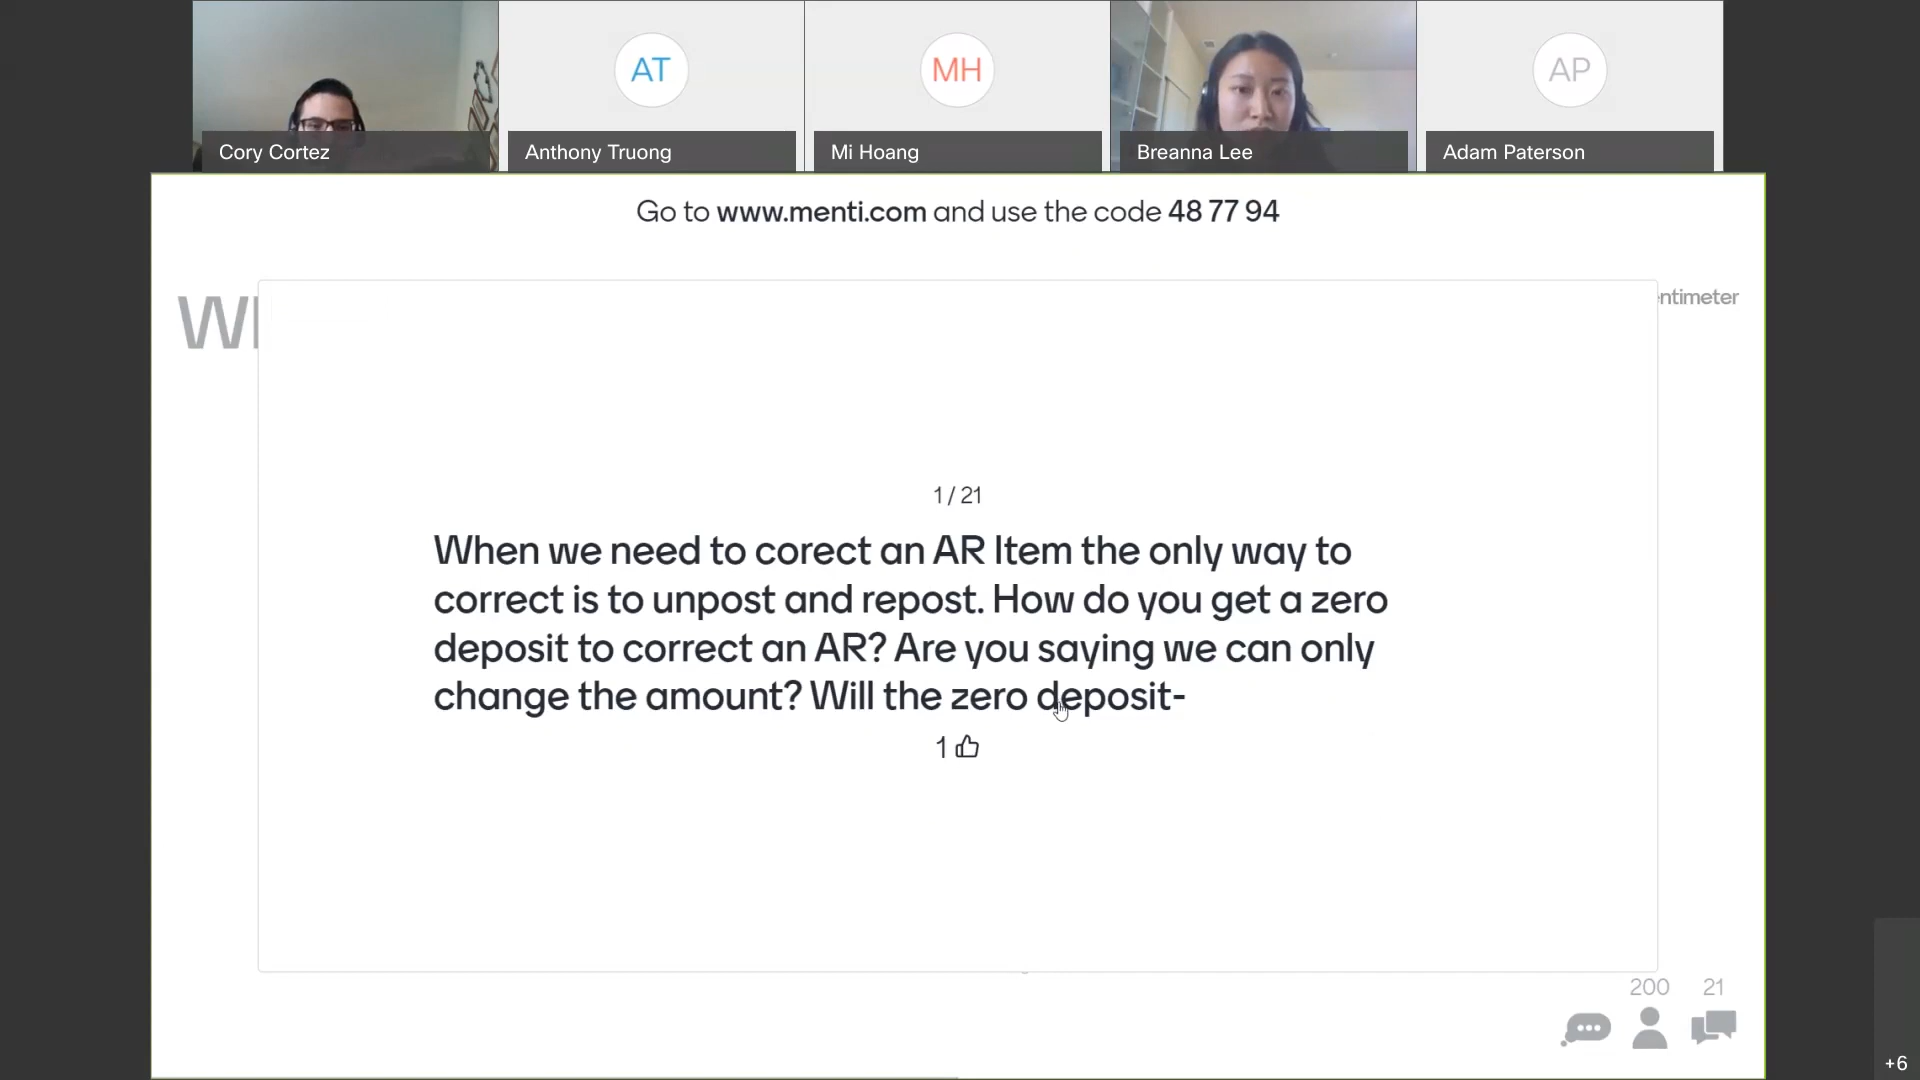 AT
MH
AP
Cory Cortez
Anthony Truong
Mi Hoang
Breanna Lee
Adam Paterson
Go to www.menti.com and use the code 48 77 94
entimeter
1 / 21
When we need to corect an AR Item the only way to
correct is to unpost and repost. How do you get a zero
deposit to correct an AR? Are you saying we can only
change the amount? Will the zero deposit-
1
200 21
+6